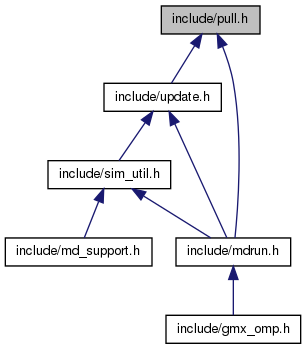 include/pull.h
include/update.h
include/sim_util.h
include/md_support.h
include/mdrun.h
include/gmx_omp.h